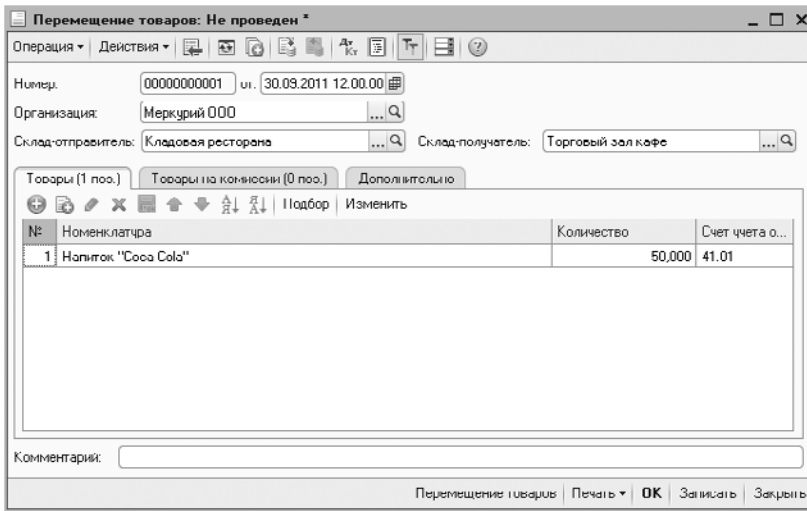 Перемещение товаров: Не проведен *
Операция Действия Дт Кт Тт ?
Номер: 00000000001 от: 30.09.2011 12.00.00
Организация: Меркурий ООО ...
Склад-отправитель: Кладовая ресторана ... Склад-получатель: Торговый зал кафе ...
Товары (1 поз.) Товары на комиссии (0 поз.) Дополнительно
Подбор Изменить
№ Номенклатура Количество Счет учета о...
1 Напиток "Coca Cola" 50,000 41.01
Комментарий:
Перемещение товаров Печать OK Записать Закрыть